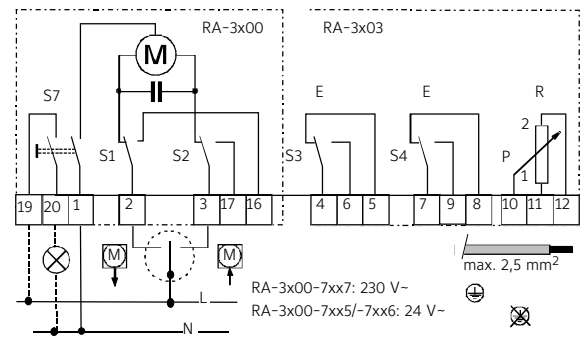 RA-3x00 RA-3x03
M
S7 E E R
2
S1 S2 S3 S4 P
1
19 20 1 2 3 17 16 4 6 5 7 9 8 10 11 12
M M
max. 2,5 mm²
L
RA-3x00-7xx7: 230 V~
RA-3x00-7xx5/-7xx6: 24 V~
N